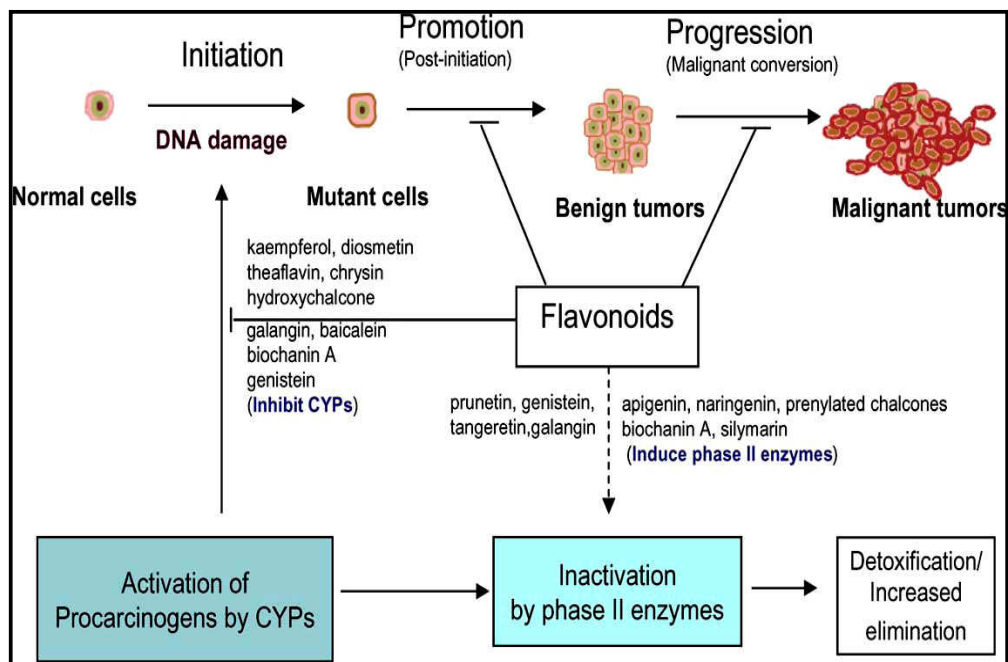 Initiation
Promotion
(Post-initiation)
Progression
(Malignant conversion)
DNA damage
Normal cells
Mutant cells
Benign tumors
Malignant tumors
kaempferol, diosmetin
theaflavin, chrysin
hydroxychalcone
galangin, baicalein
biochanin A
genistein
(Inhibit CYPs)
Flavonoids
prunetin, genistein,
tangeretin,galangin
apigenin, naringenin, prenylated chalcones
biochanin A, silymarin
(Induce phase II enzymes)
Activation of
Procarcinogens by CYPs
Inactivation
by phase II enzymes
Detoxification/
Increased
elimination